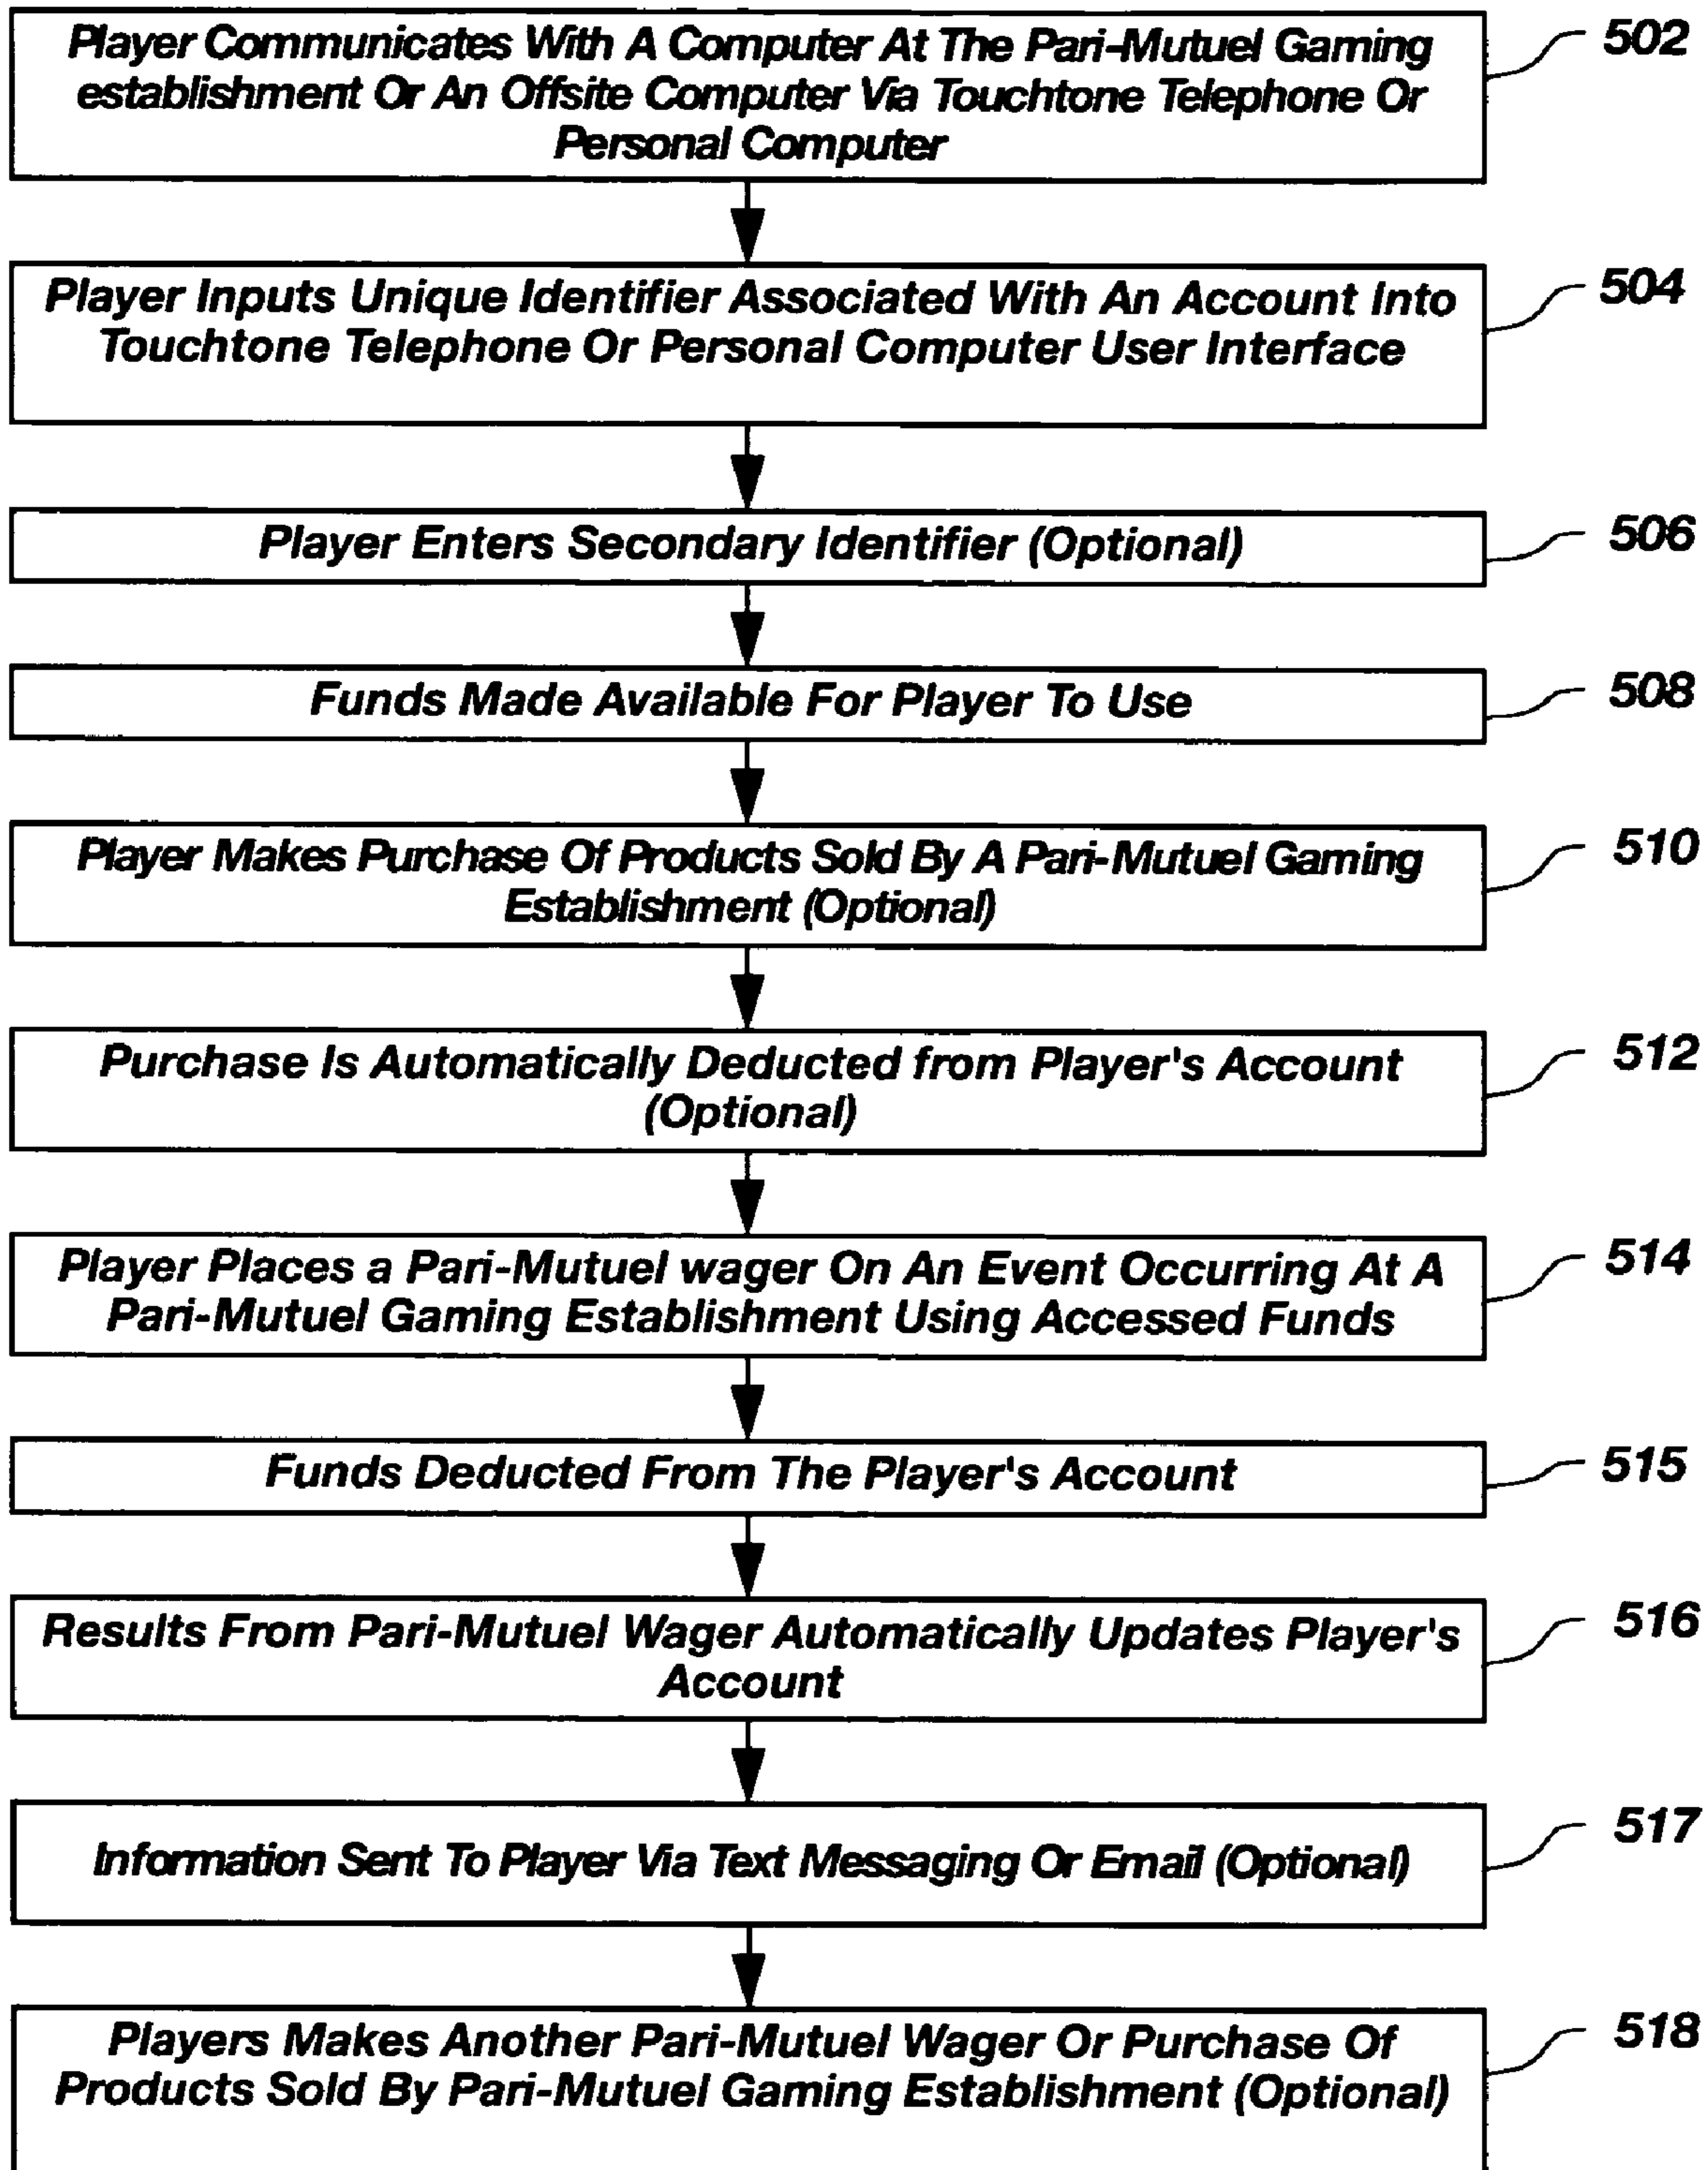 Player Communicates With A Computer At The Pari-Mutuel Gaming
establishment Or An Offsite Computer Via Touchtone Telephone Or
Personal Computer
502
Player Inputs Unique Identifier Associated With An Account Into
Touchtone Telephone Or Personal Computer User Interface
504
Player Enters Secondary Identifier (Optional)
506
Funds Made Available For Player To Use
508
Player Makes Purchase Of Products Sold By A Pari-Mutuel Gaming
Establishment (Optional)
510
Purchase Is Automatically Deducted from Player's Account
(Optional)
512
Player Places a Pari-Mutuel wager On An Event Occurring At A
Pari-Mutuel Gaming Establishment Using Accessed Funds
514
Funds Deducted From The Player's Account
515
Results From Pari-Mutuel Wager Automatically Updates Player's
Account
516
Information Sent To Player Via Text Messaging Or Email (Optional)
517
Players Makes Another Pari-Mutuel Wager Or Purchase Of
Products Sold By Pari-Mutuel Gaming Establishment (Optional)
518